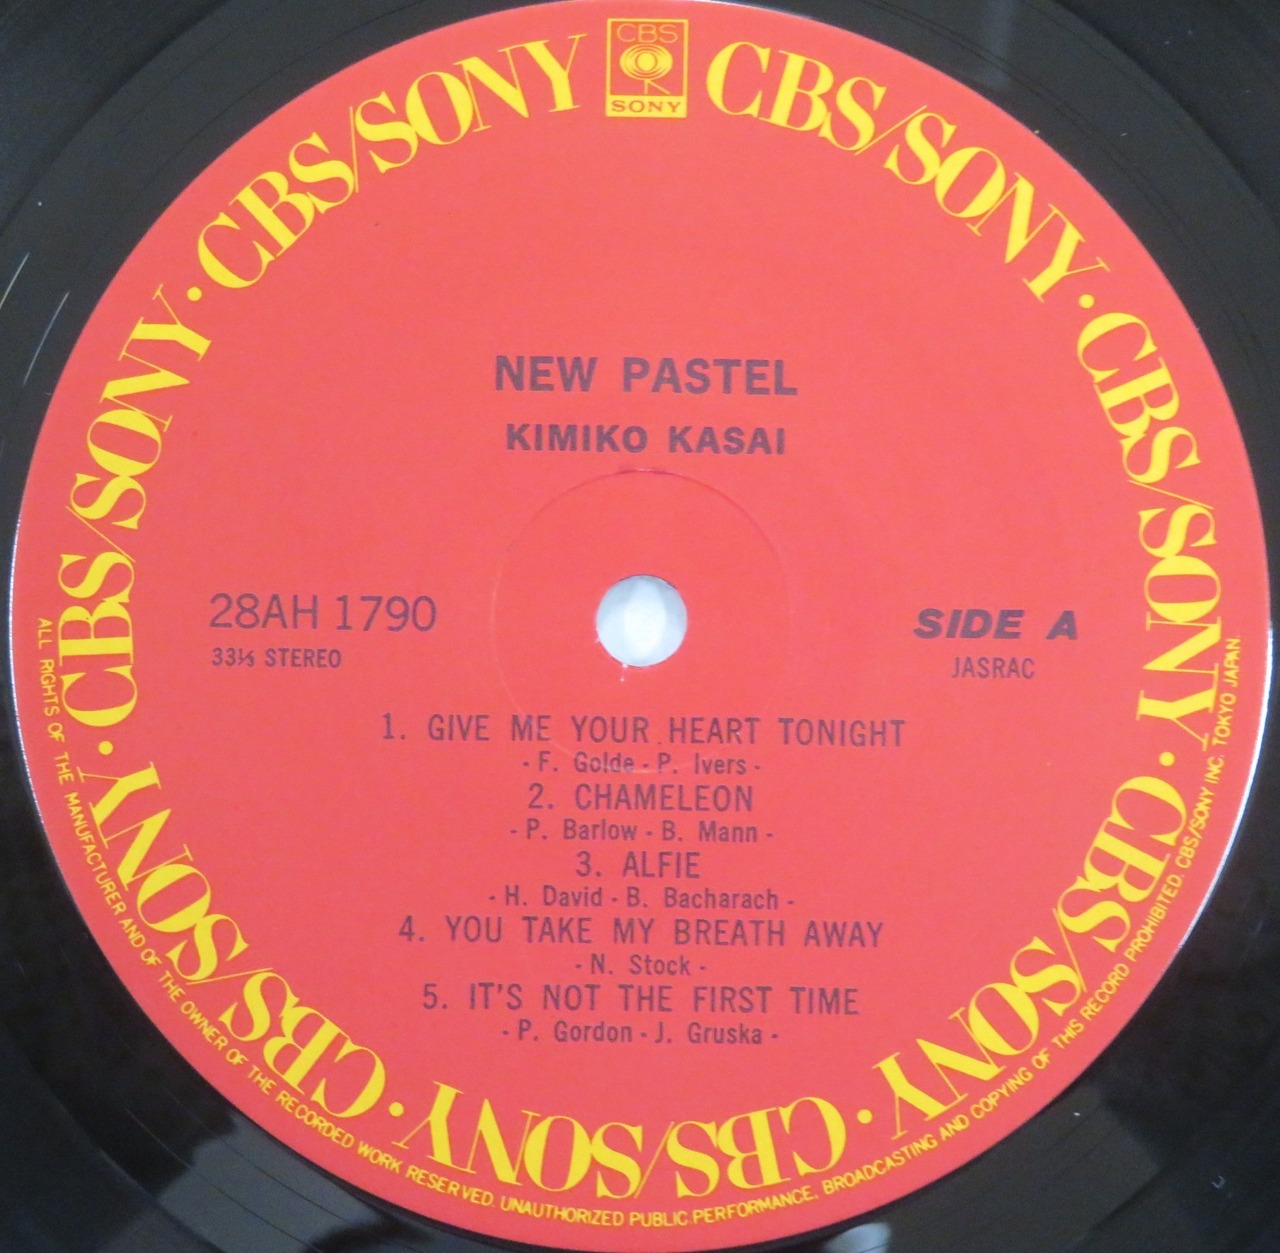 CBS
SONY
CBS/SONY · CBS/SONY · CBS/SONY · CBS/SONY · CBS/SONY · CBS/SONY · CBS/SONY
NEW PASTEL
KIMIKO KASAI
28AH 1790
33⅓ STEREO
SIDE A
JASRAC
1. GIVE ME YOUR HEART TONIGHT
- F. Golde - P. Ivers -
2. CHAMELEON
- P. Barlow - B. Mann -
3. ALFIE
- H. David - B. Bacharach -
4. YOU TAKE MY BREATH AWAY
- N. Stock -
5. IT'S NOT THE FIRST TIME
- P. Gordon - J. Gruska -
ALL RIGHTS OF THE MANUFACTURER AND OF THE OWNER OF THE RECORDED WORK RESERVED. UNAUTHORIZED PUBLIC PERFORMANCE, BROADCASTING AND COPYING OF THIS RECORD PROHIBITED. CBS/SONY INC. TOKYO JAPAN.